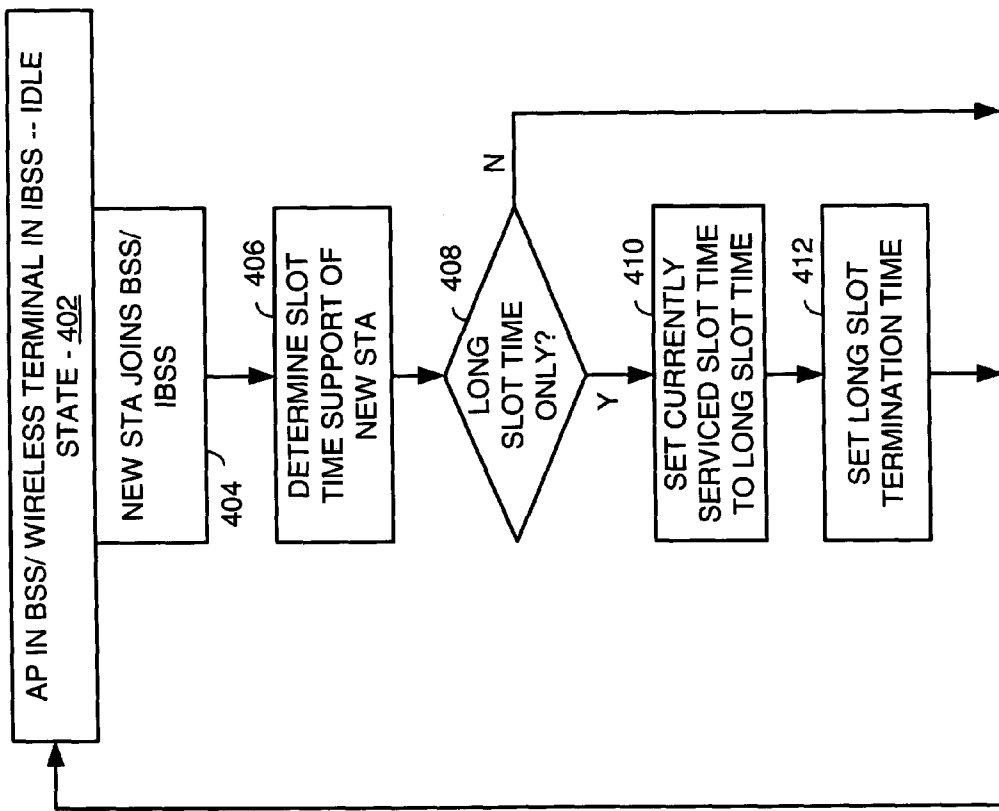 AP IN BSS/ WIRELESS TERMINAL IN IBSS -- IDLE
STATE - 402
NEW STA JOINS BSS/
IBSS
404
406
DETERMINE SLOT
TIME SUPPORT OF
NEW STA
408
LONG
SLOT TIME
ONLY?
N
Y
410
SET CURRENTLY
SERVICED SLOT TIME
TO LONG SLOT TIME
412
SET LONG SLOT
TERMINATION TIME